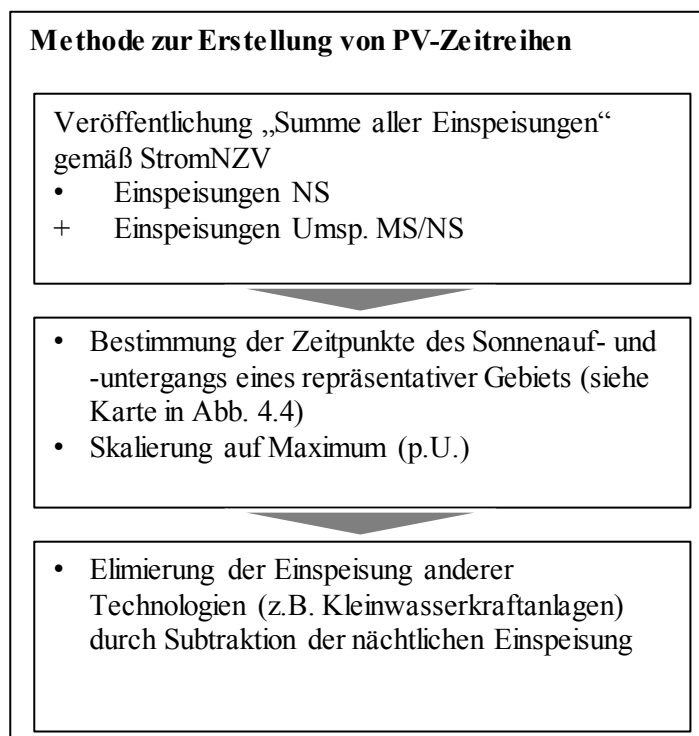 Methode zur Erstellung von PV-Zeitreihen
Veröffentlichung „Summe aller Einspeisungen“
gemäß StromNZV
• Einspeisungen NS
+ Einspeisungen Umsp. MS/NS
• Bestimmung der Zeitpunkte des Sonnenauf- und
-untergangs eines repräsentativer Gebiets (siehe
Karte in Abb. 4.4)
• Skalierung auf Maximum (p.U.)
• Elimierung der Einspeisung anderer
Technologien (z.B. Kleinwasserkraftanlagen)
durch Subtraktion der nächtlichen Einspeisung